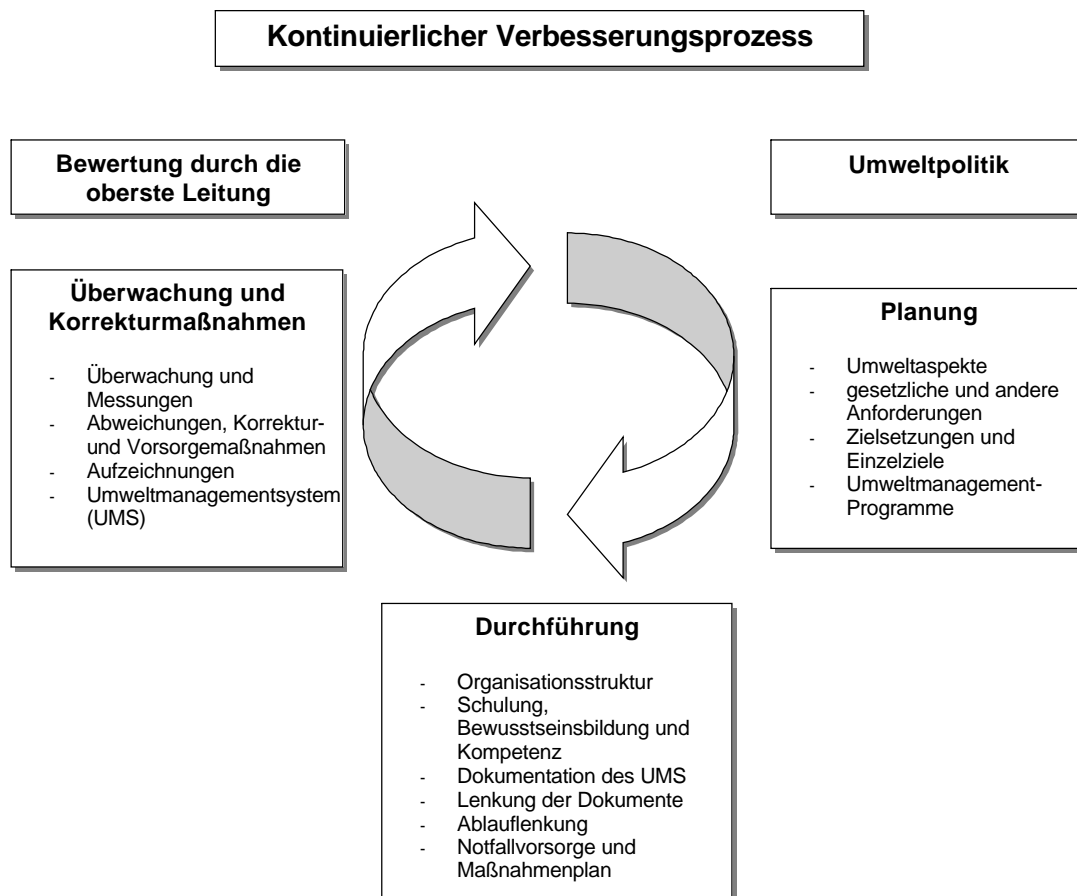 Kontinuierlicher Verbesserungsprozess
Bewertung durch die
oberste Leitung
Umweltpolitik
Überwachung und
Korrekturmaßnahmen
- Überwachung und
Messungen
- Abweichungen, Korrektur-
und Vorsorgemaßnahmen
- Aufzeichnungen
- Umweltmanagementsystem
(UMS)
Planung
- Umweltaspekte
- gesetzliche und andere
Anforderungen
- Zielsetzungen und
Einzelziele
- Umweltmanagement-
Programme
Durchführung
- Organisationsstruktur
- Schulung,
Bewusstseinsbildung und
Kompetenz
- Dokumentation des UMS
- Lenkung der Dokumente
- Ablauflenkung
- Notfallvorsorge und
Maßnahmenplan